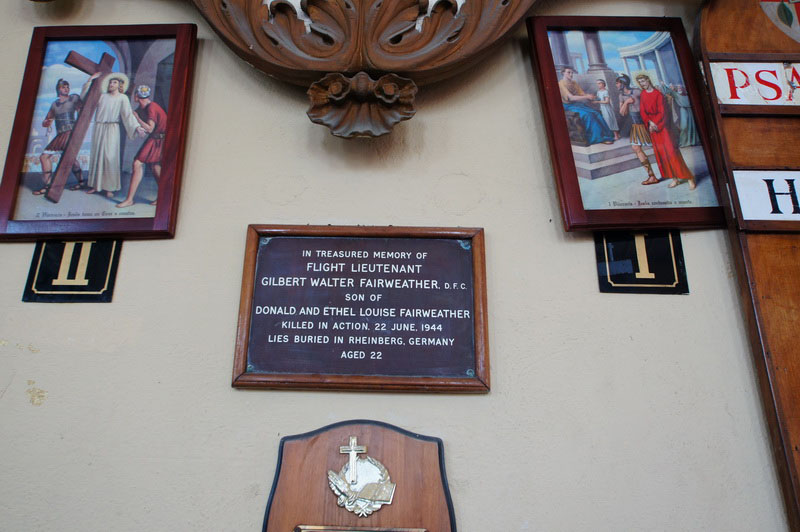 IN TREASURED MEMORY OF
FLIGHT LIEUTENANT
GILBERT WALTER FAIRWEATHER, D.F.C.
SON OF
DONALD AND ETHEL LOUISE FAIRWEATHER
KILLED IN ACTION, 22 JUNE, 1944
LIES BURIED IN RHEINBERG, GERMANY
AGED 22
II
I
PSA
H